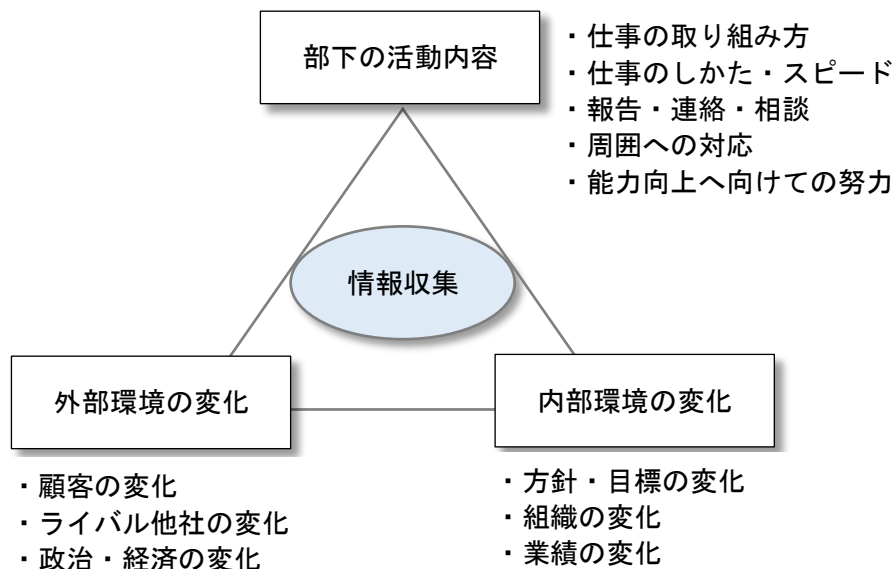 部下の活動内容
・仕事の取り組み方
・仕事のしかた・スピード
・報告・連絡・相談
・周囲への対応
・能力向上へ向けての努力
情報収集
外部環境の変化
・顧客の変化
・ライバル他社の変化
・政治・経済の変化
内部環境の変化
・方針・目標の変化
・組織の変化
・業績の変化